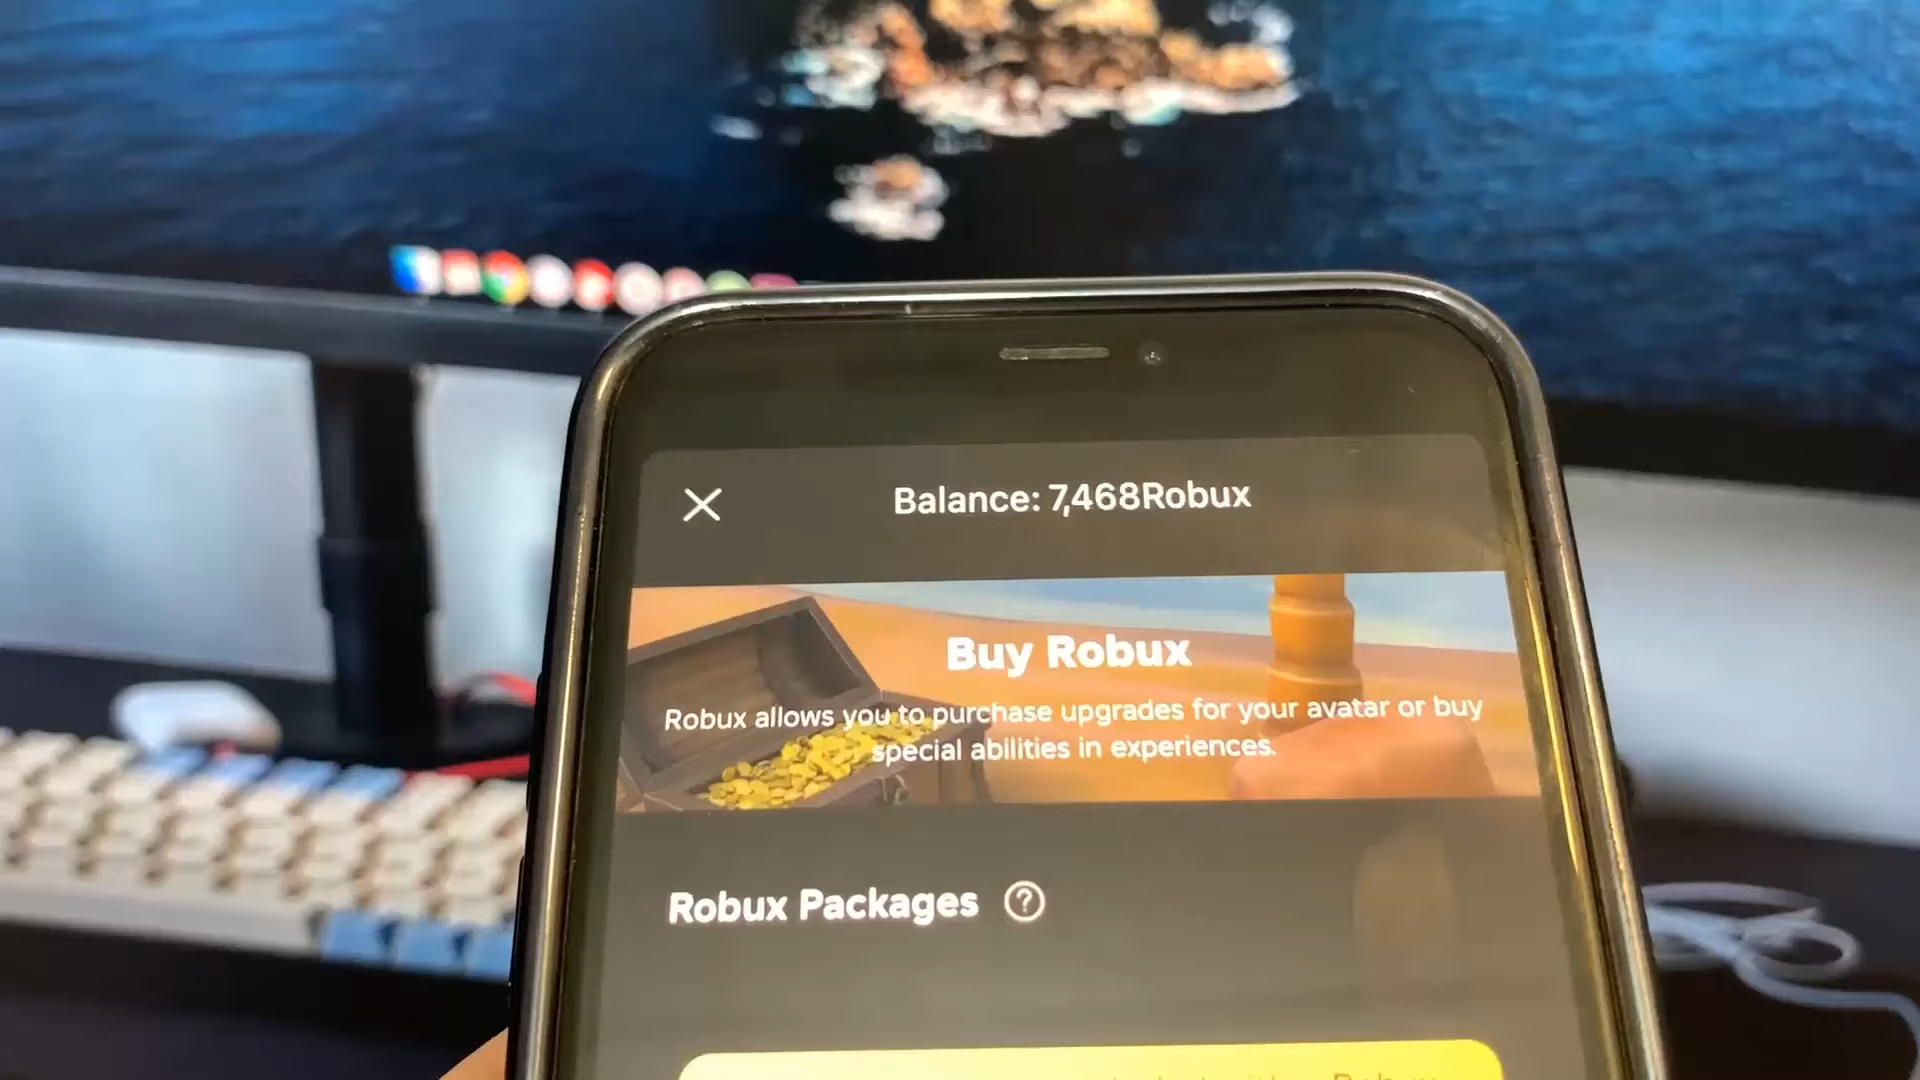 Balance: 7,468Robux
Buy Robux
Robux allows you to purchase upgrades for your avatar or buy
special abilities in experiences.
Robux Packages